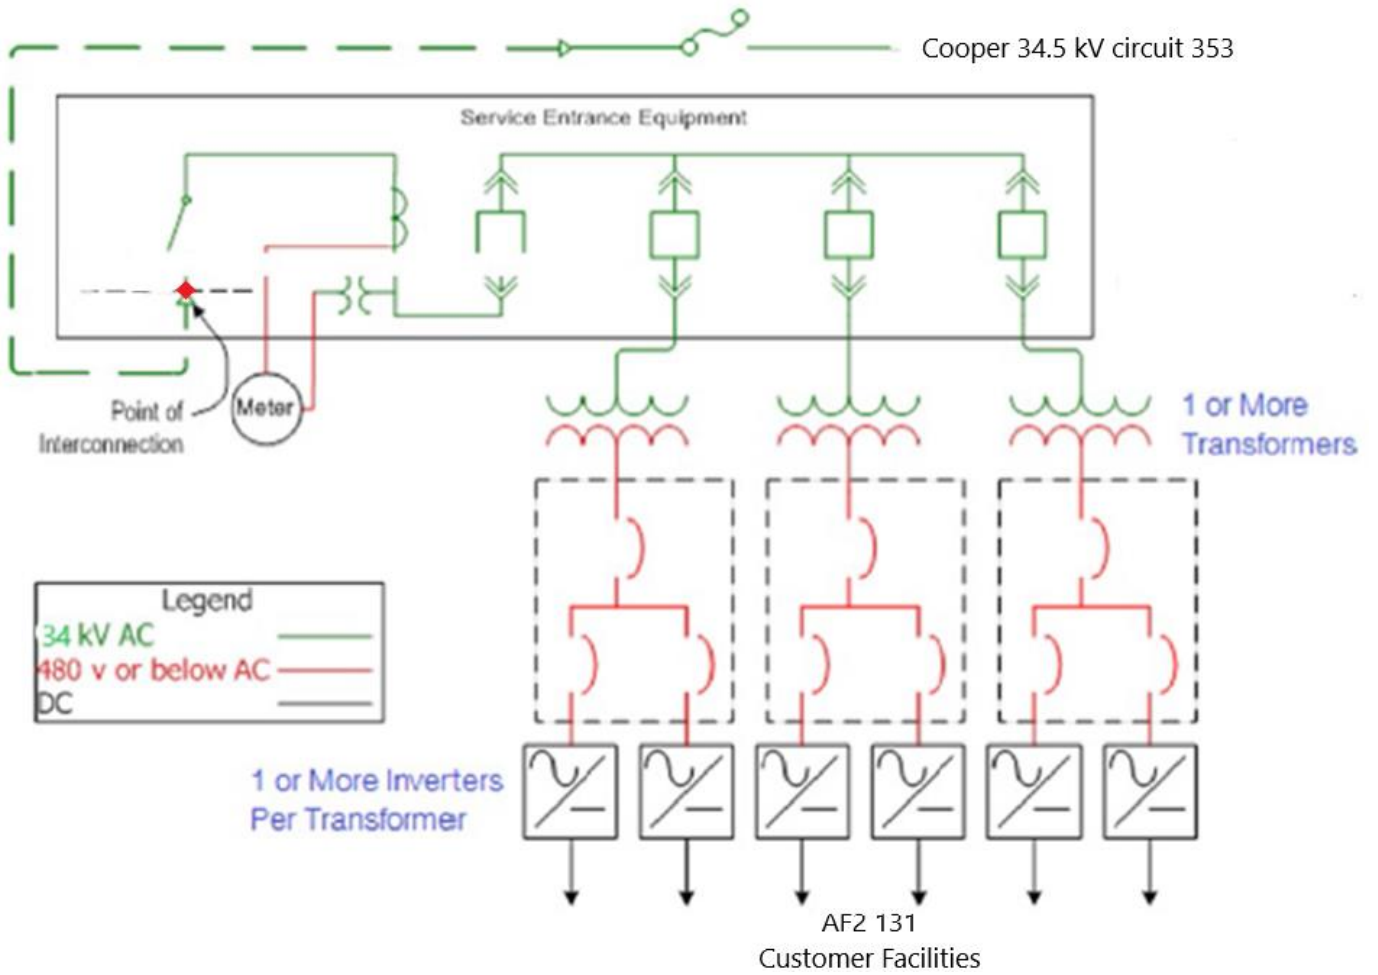 Cooper 34.5 kV circuit 353
Service Entrance Equipment
Point of
Interconnection
Meter
1 or More
Transformers
Legend
34 kV AC
480 v or below AC
DC
1 or More Inverters
Per Transformer
AF2 131
Customer Facilities